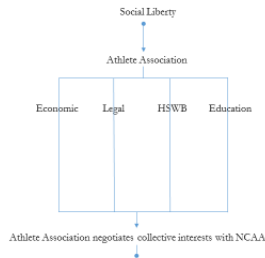 Social Liberty
Athlete Association
Economic Legal HSWB Education
Athlete Association negotiates collective interests with NCAA